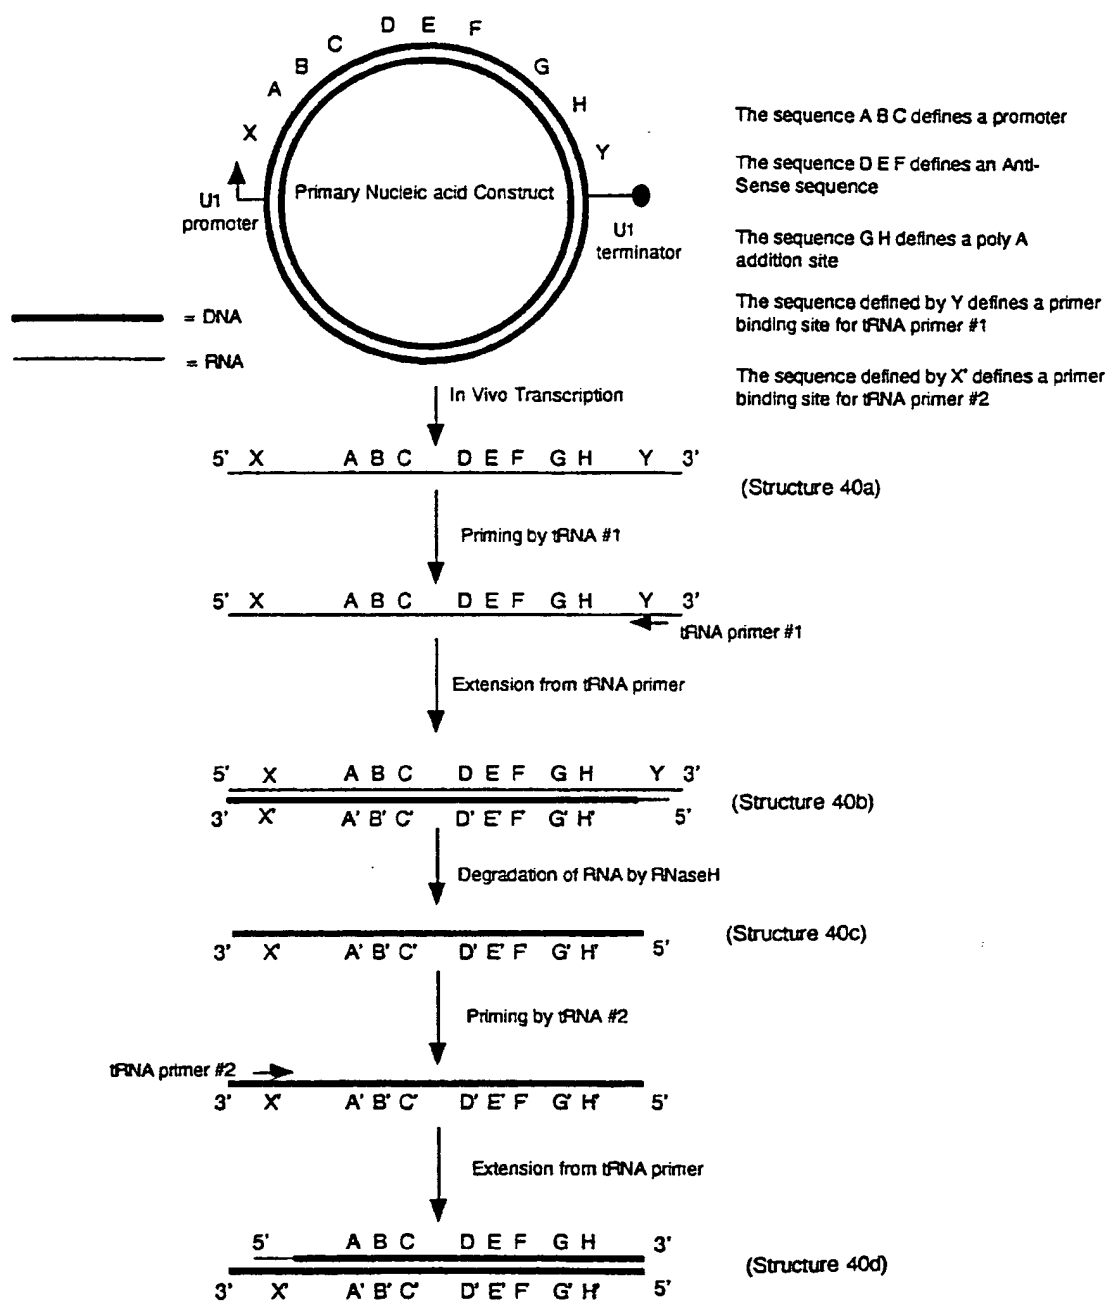 D E F
C G
B H
A
X Y
The sequence A B C defines a promoter
The sequence D E F defines an Anti-
Sense sequence
The sequence G H defines a poly A
addition site
The sequence defined by Y defines a primer
binding site for tRNA primer #1
The sequence defined by X' defines a primer
binding site for tRNA primer #2
Primary Nucleic acid Construct
U1
promoter
U1
terminator
= DNA
= RNA
In Vivo Transcription
5' X A B C D E F G H Y 3'
(Structure 40a)
Priming by tRNA #1
5' X A B C D E F G H Y 3'
tRNA primer #1
Extension from tRNA primer
5' X A B C D E F G H Y 3'
(Structure 40b)
3' X' A' B' C' D' E' F' G' H' 5'
Degradation of RNA by RNaseH
(Structure 40c)
3' X' A' B' C' D' E' F' G' H' 5'
Priming by tRNA #2
tRNA primer #2
3' X' A' B' C' D' E' F' G' H' 5'
Extension from tRNA primer
5' A B C D E F G H 3'
(Structure 40d)
3' X' A' B' C' D' E' F' G' H' 5'